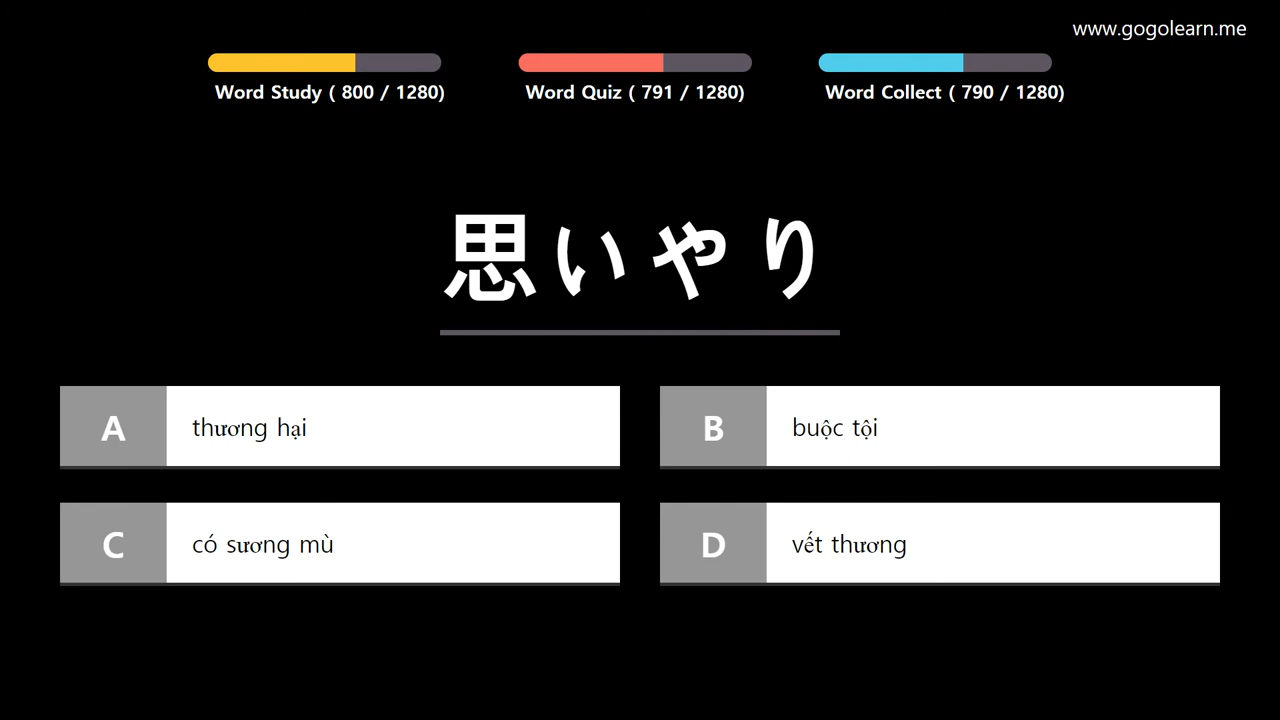 www.gogolearn.me
Word Study ( 800 / 1280)
Word Quiz ( 791 / 1280)
Word Collect ( 790 / 1280)
思いやり
A thương hại
B buộc tội
C có sương mù
D vết thương